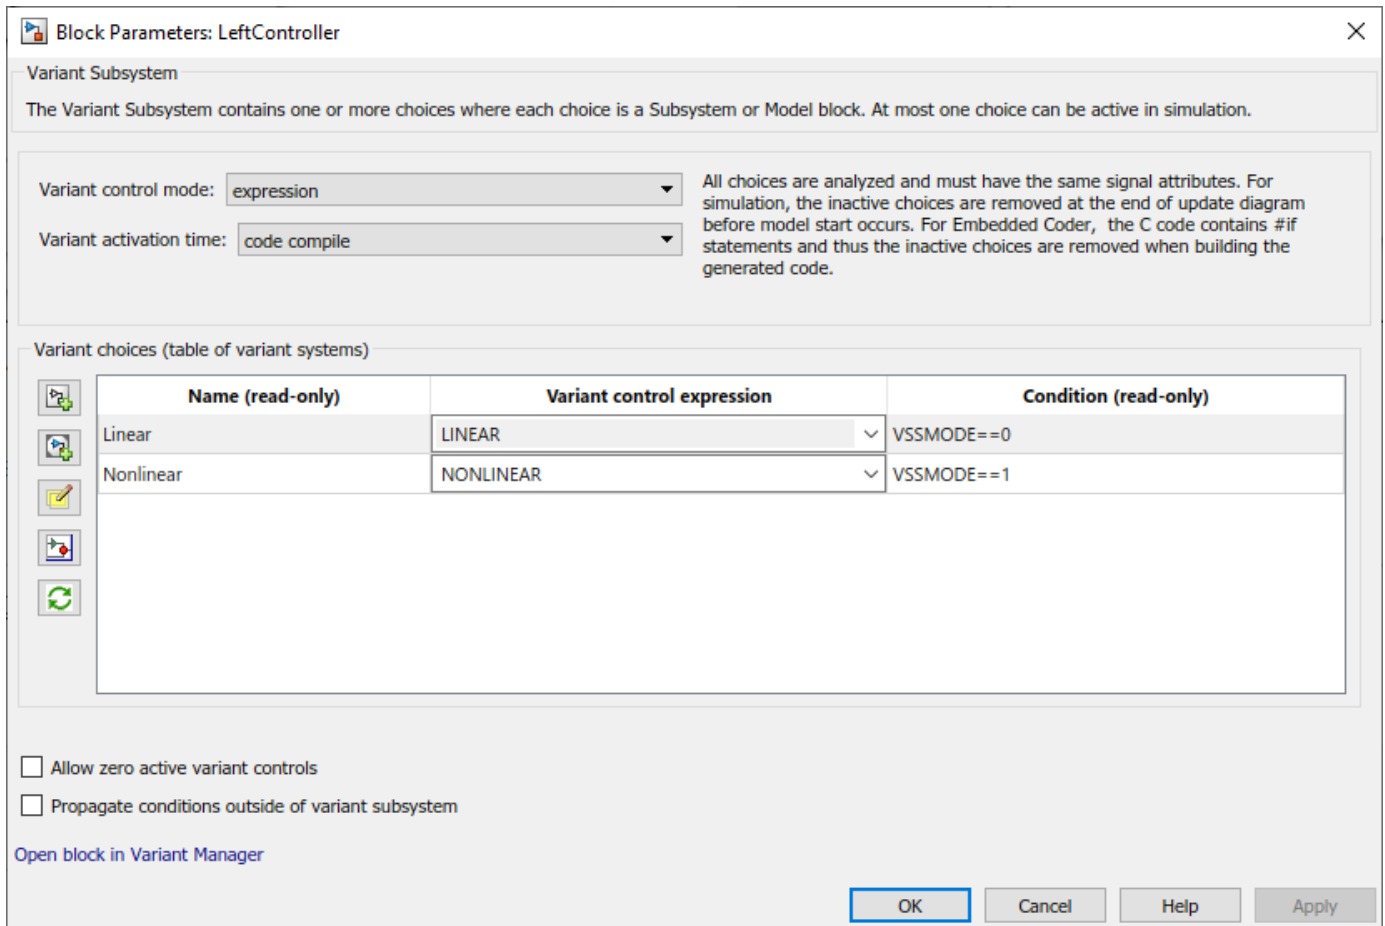 Block Parameters: LeftController
Variant Subsystem
The Variant Subsystem contains one or more choices where each choice is a Subsystem or Model block. At most one choice can be active in simulation.
Variant control mode: expression
Variant activation time: code compile
All choices are analyzed and must have the same signal attributes. For
simulation, the inactive choices are removed at the end of update diagram
before model start occurs. For Embedded Coder, the C code contains #if
statements and thus the inactive choices are removed when building the
generated code.
Variant choices (table of variant systems)
Name (read-only) Variant control expression Condition (read-only)
Linear LINEAR VSSMODE==0
Nonlinear NONLINEAR VSSMODE==1
Allow zero active variant controls
Propagate conditions outside of variant subsystem
Open block in Variant Manager
OK Cancel Help Apply